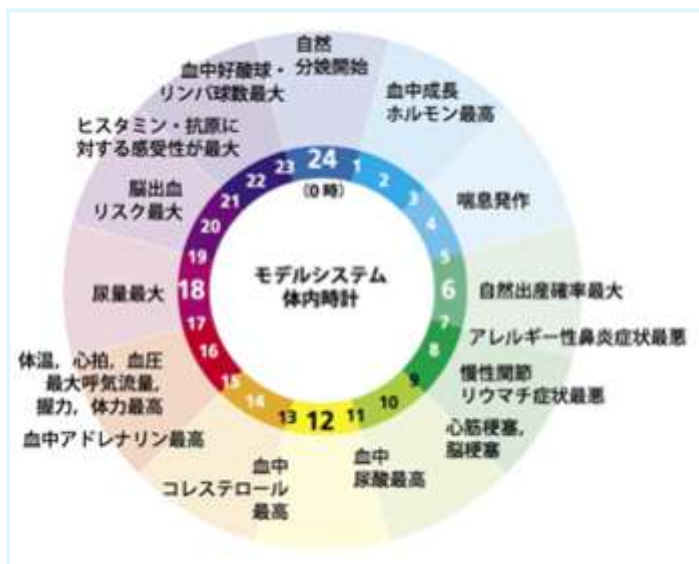 自然
分娩開始
血中成長
ホルモン最高
喘息発作
自然出産確率最大
アレルギー性鼻炎症状最悪
慢性関節
リウマチ症状最悪
心筋梗塞,
脳梗塞
血中
尿酸最高
血中
コレステロール
最高
血中アドレナリン最高
体温, 心拍, 血圧
最大呼気流量,
握力, 体力最高
尿量最大
脳出血
リスク最大
ヒスタミン・抗原に
対する感受性が最大
血中好酸球・
リンパ球数最大
24
(0時)
1
2
3
4
5
6
7
8
9
10
11
12
13
14
15
16
17
18
19
20
21
22
23
モデルシステム
体内時計